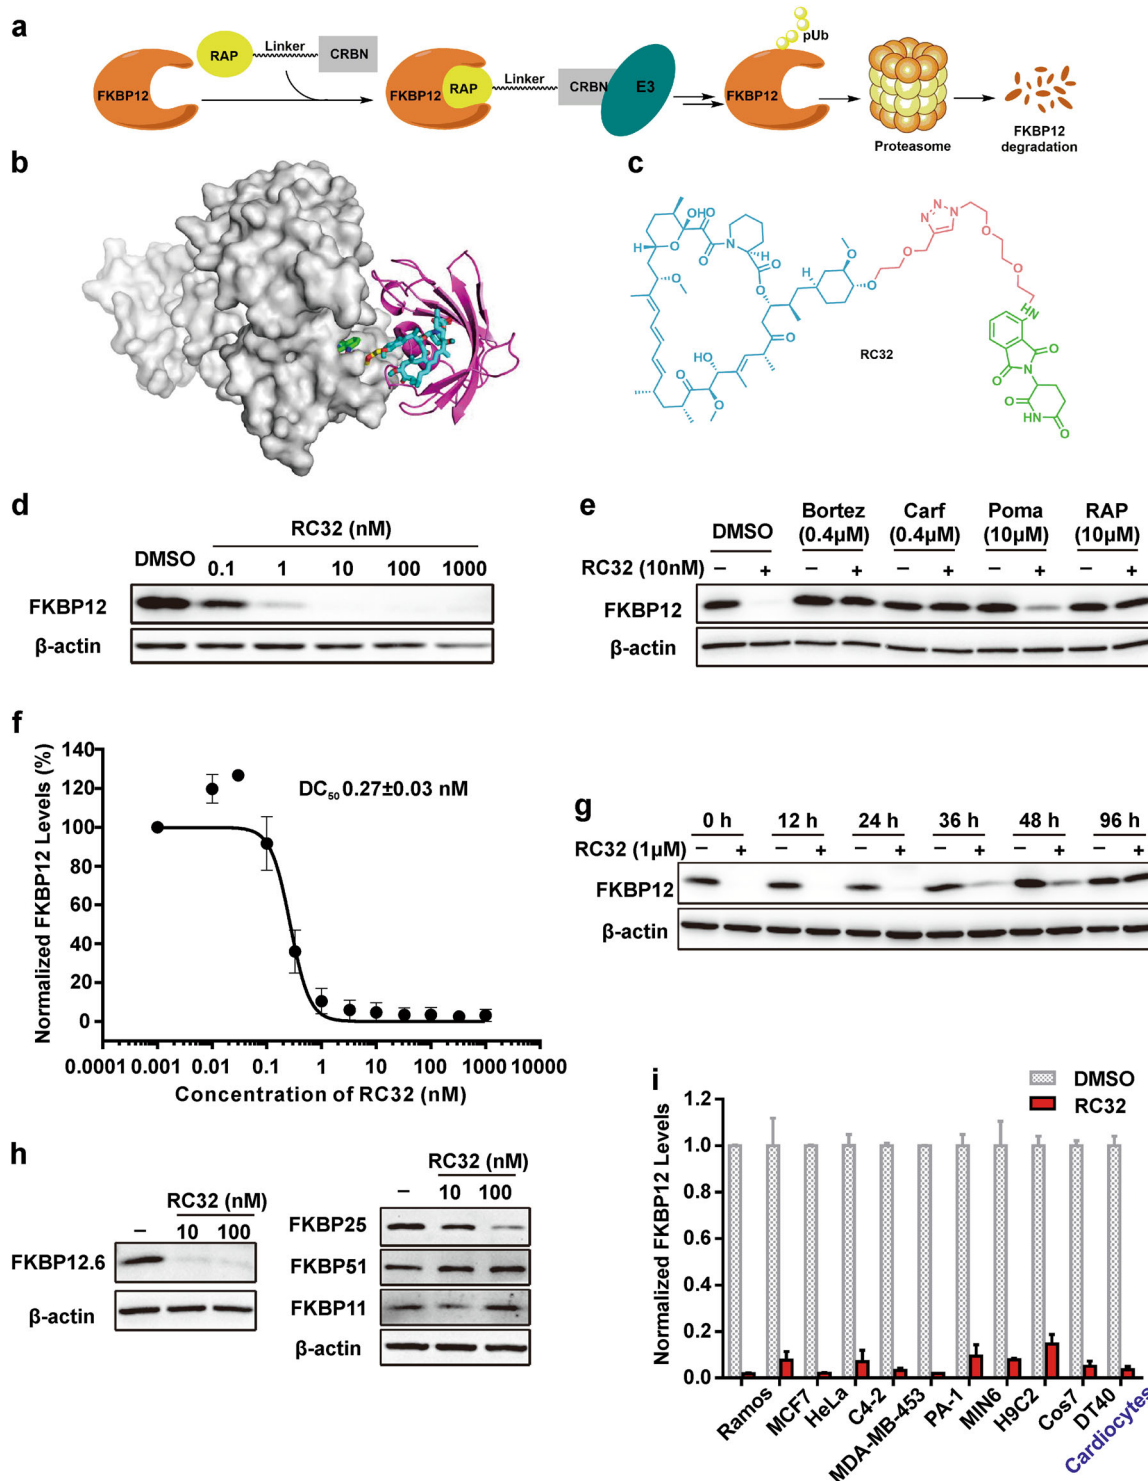 a
RAP
Linker
CRBN
FKBP12
FKBP12
RAP
Linker
CRBN
E3
pUb
FKBP12
Proteasome
FKBP12
degradation
b
c
H
O
OH
O
O
O
N
H
O
O
O
H
O
O
O
HO
O
O
O
N
N
N
O
O
O
HN
O
O
N
O
NH
O
RC32
d
RC32 (nM)
DMSO
0.1 1 10 100 1000
FKBP12
β-actin
e
DMSO
Bortez
(0.4μM)
Carf
(0.4μM)
Poma
(10μM)
RAP
(10μM)
RC32 (10nM) – + – + – + – + – +
FKBP12
β-actin
f
Normalized FKBP12 Levels (%)
140
120
100
80
60
40
20
0
DC50 0.27±0.03 nM
0.0001 0.001 0.01 0.1 1 10 100 1000 10000
Concentration of RC32 (nM)
g
0 h 12 h 24 h 36 h 48 h 96 h
RC32 (1μM) – + – + – + – + – + – +
FKBP12
β-actin
h
RC32 (nM)
– 10 100
FKBP12.6
β-actin
RC32 (nM)
– 10 100
FKBP25
FKBP51
FKBP11
β-actin
i
DMSO
RC32
Normalized FKBP12 Levels
1.2
1.0
0.8
0.6
0.4
0.2
0.0
Ramos
MCF7
HeLa
C4-2
MDA-MB-453
PA-1
MIN6
H9C2
Cos7
DT40
Cardiocytes